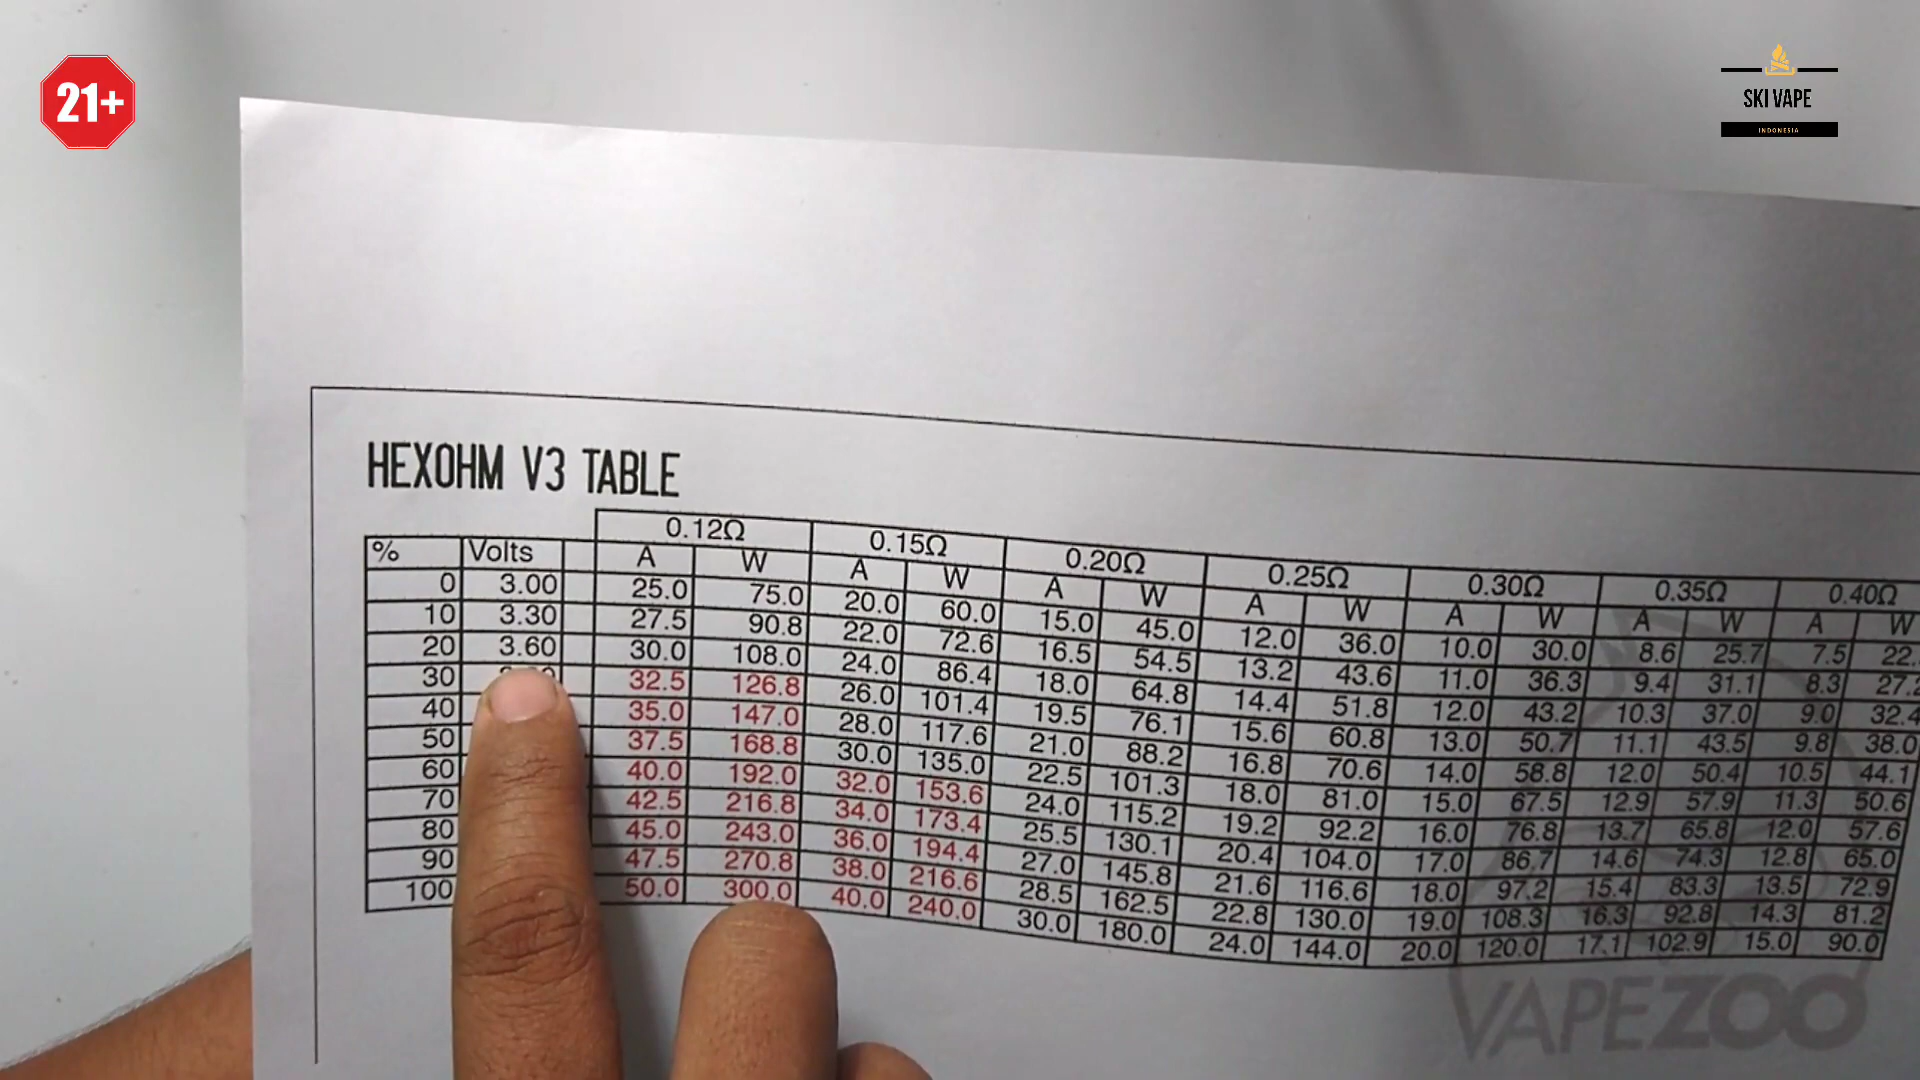 21+
SKI VAPE
INDONESIA
HEXOHM V3 TABLE
0.12Ω 0.15Ω 0.20Ω 0.25Ω 0.30Ω 0.35Ω 0.40Ω
% Volts A W A W A W A W A W A W A W
0 3.00 25.0 75.0 20.0 60.0 15.0 45.0 12.0 36.0 10.0 30.0 8.6 25.7 7.5 22.
10 3.30 27.5 90.8 22.0 72.6 16.5 54.5 13.2 43.6 11.0 36.3 9.4 31.1 8.3 27.2
20 3.60 30.0 108.0 24.0 86.4 18.0 64.8 14.4 51.8 12.0 43.2 10.3 37.0 9.0 32.4
30 32.5 126.8 26.0 101.4 19.5 76.1 15.6 60.8 13.0 50.7 11.1 43.5 9.8 38.0
40 35.0 147.0 28.0 117.6 21.0 88.2 16.8 70.6 14.0 58.8 12.0 50.4 10.5 44.1
50 37.5 168.8 30.0 135.0 22.5 101.3 18.0 81.0 15.0 67.5 12.9 57.9 11.3 50.6
60 40.0 192.0 32.0 153.6 24.0 115.2 19.2 92.2 16.0 76.8 13.7 65.8 12.0 57.6
70 42.5 216.8 34.0 173.4 25.5 130.1 20.4 104.0 17.0 86.7 14.6 74.3 12.8 65.0
80 45.0 243.0 36.0 194.4 27.0 145.8 21.6 116.6 18.0 97.2 15.4 83.3 13.5 72.9
90 47.5 270.8 38.0 216.6 28.5 162.5 22.8 130.0 19.0 108.3 16.3 92.8 14.3 81.2
100 50.0 300.0 40.0 240.0 30.0 180.0 24.0 144.0 20.0 120.0 17.1 102.9 15.0 90.0
VAPEZOO